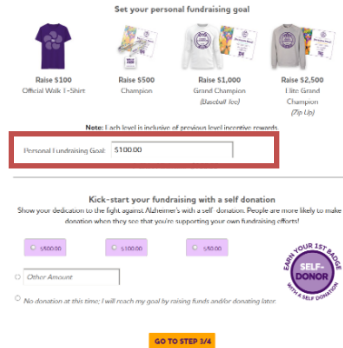 Set your personal fundraising goal
Raise $100
Official Walk T-Shirt
Raise $500
Champion
Raise $1,000
Grand Champion
(Baseball Tee)
Raise $2,500
Elite Grand
Champion
(Zip Up)
Note: Each level is inclusive of previous level incentive rewards.
Personal Fundraising Goal: $100.00
Kick-start your fundraising with a self donation
Show your dedication to the fight against Alzheimer's with a self-donation. People are more likely to make
donation when they see that you're supporting your own fundraising efforts!
$100.00
$50.00
EARN YOUR 1ST BADGE
SELF-
DONOR
WITH A SELF DONATION
Other Amount
No donation at this time; I will reach my goal by raising funds and/or donating later.
GO TO STEP 3/4